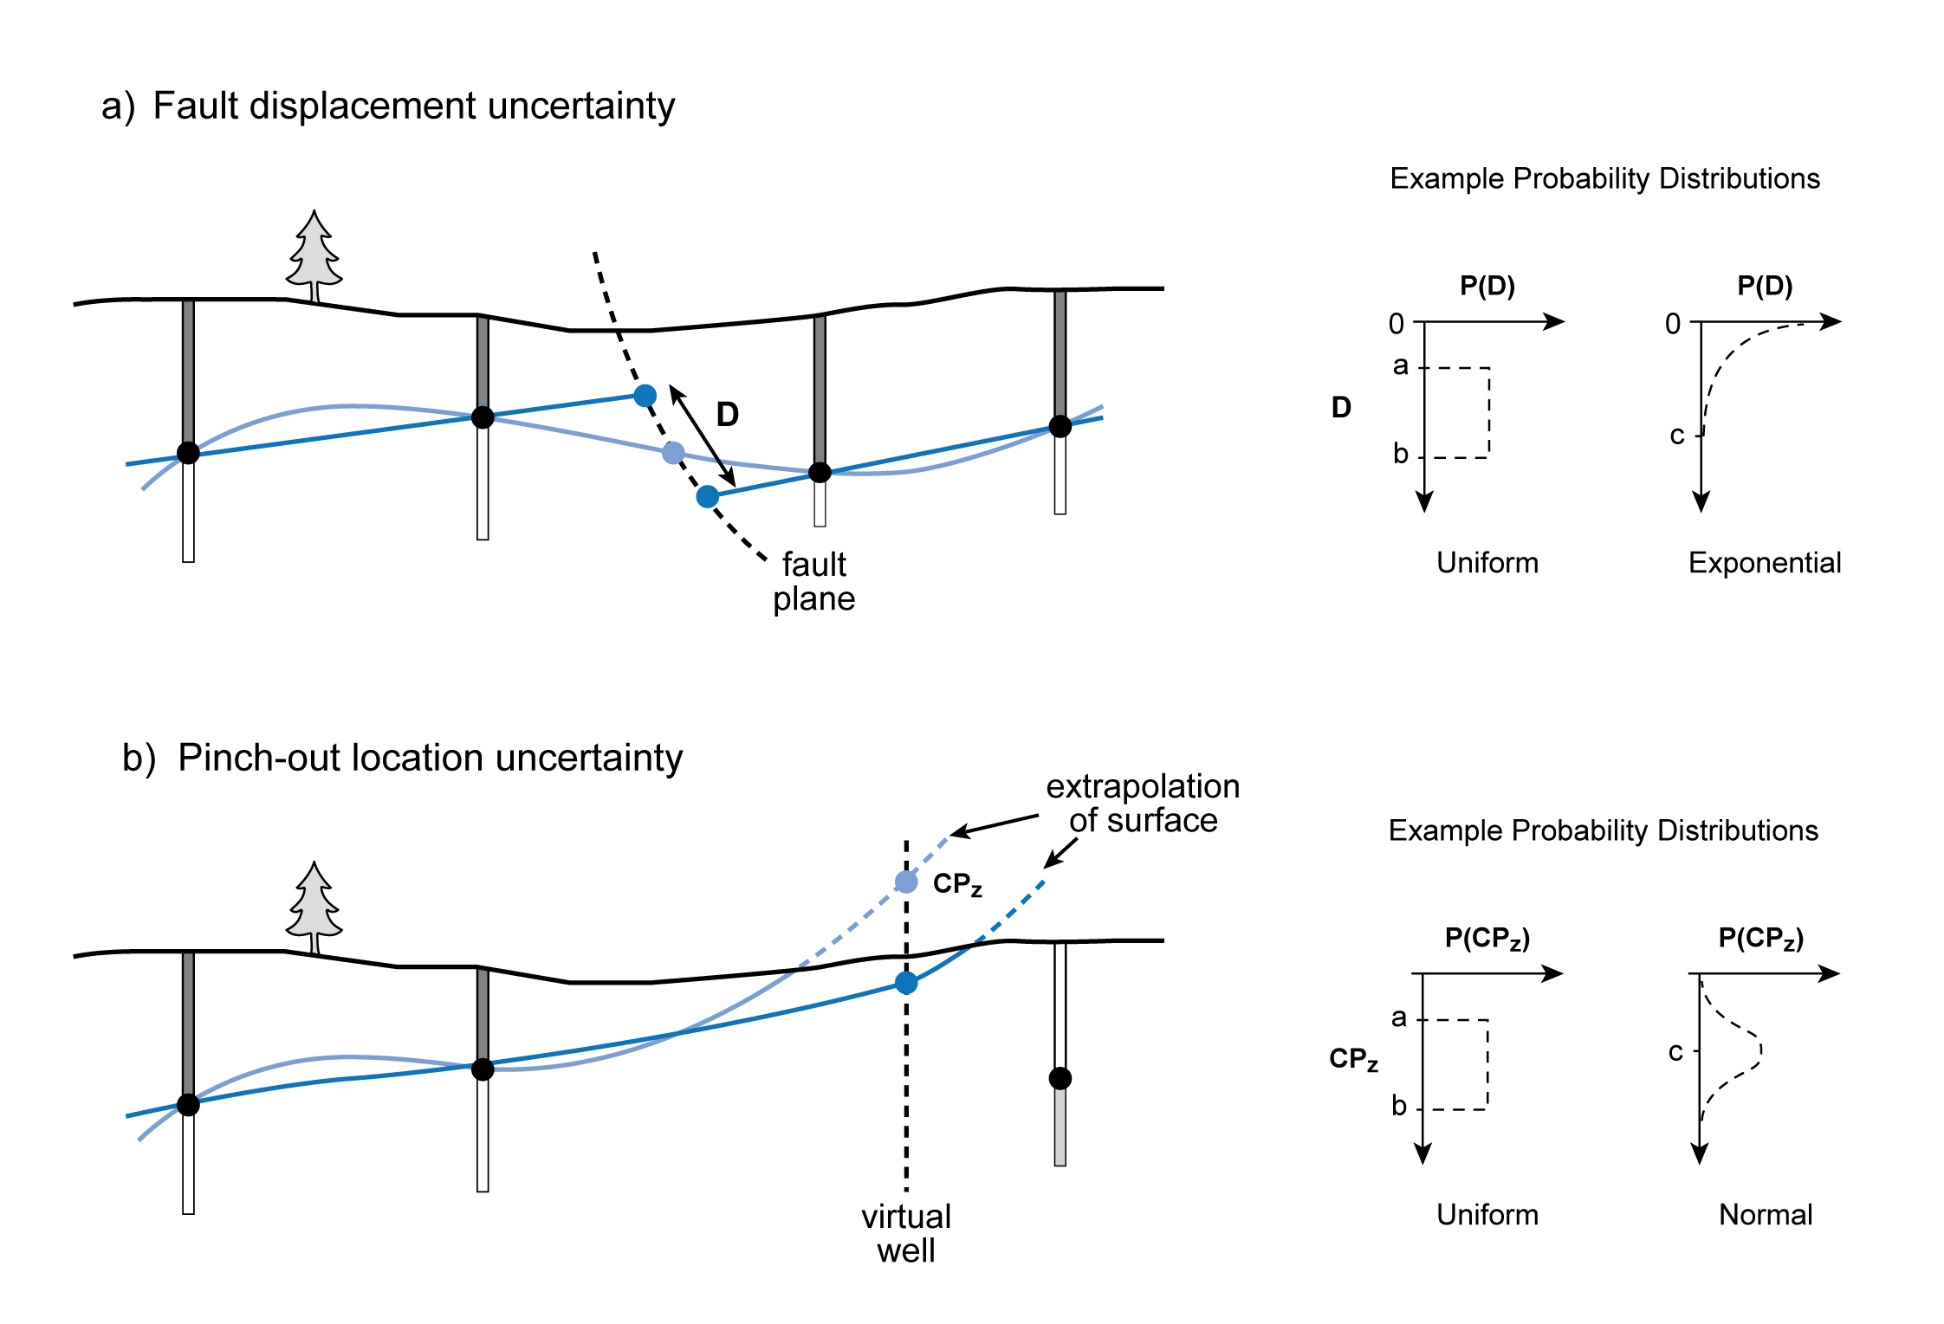 a) Fault displacement uncertainty
Example Probability Distributions
D
fault
plane
P(D)
0
a
b
D
Uniform
P(D)
0
c
Exponential
b) Pinch-out location uncertainty
extrapolation
of surface
CPz
virtual
well
Example Probability Distributions
P(CPz)
a
CPz
b
Uniform
P(CPz)
c
Normal